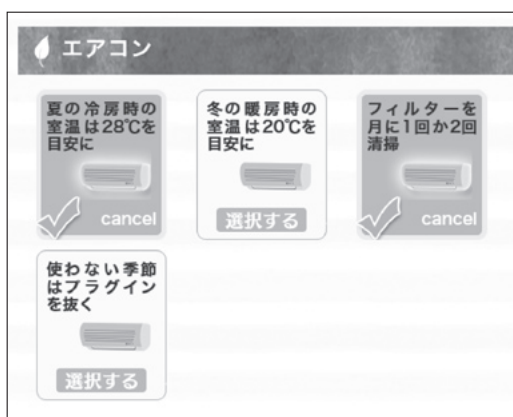 エアコン
夏の冷房時の
室温は28℃を
目安に
cancel
冬の暖房時の
室温は20℃を
目安に
選択する
フィルターを
月に1回か2回
清掃
cancel
使わない季節
はプラグイン
を抜く
選択する